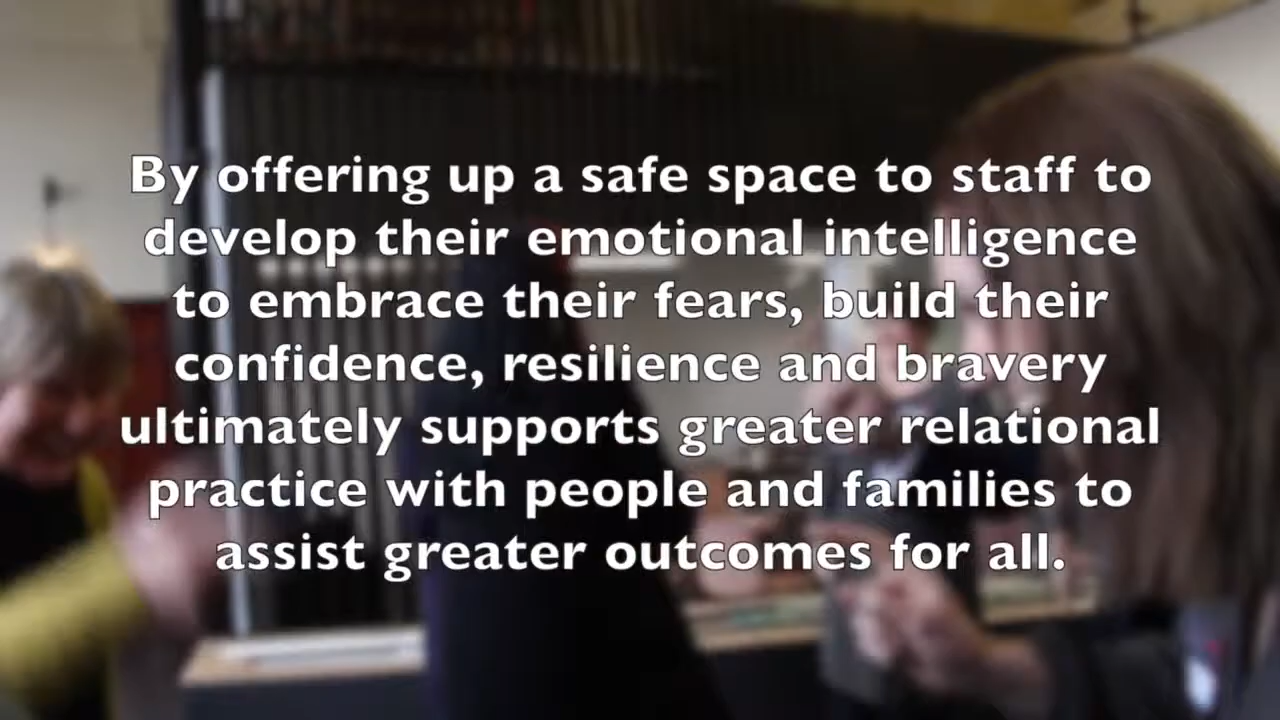 By offering up a safe space to staff to
develop their emotional intelligence
to embrace their fears, build their
confidence, resilience and bravery
ultimately supports greater relational
practice with people and families to
assist greater outcomes for all.